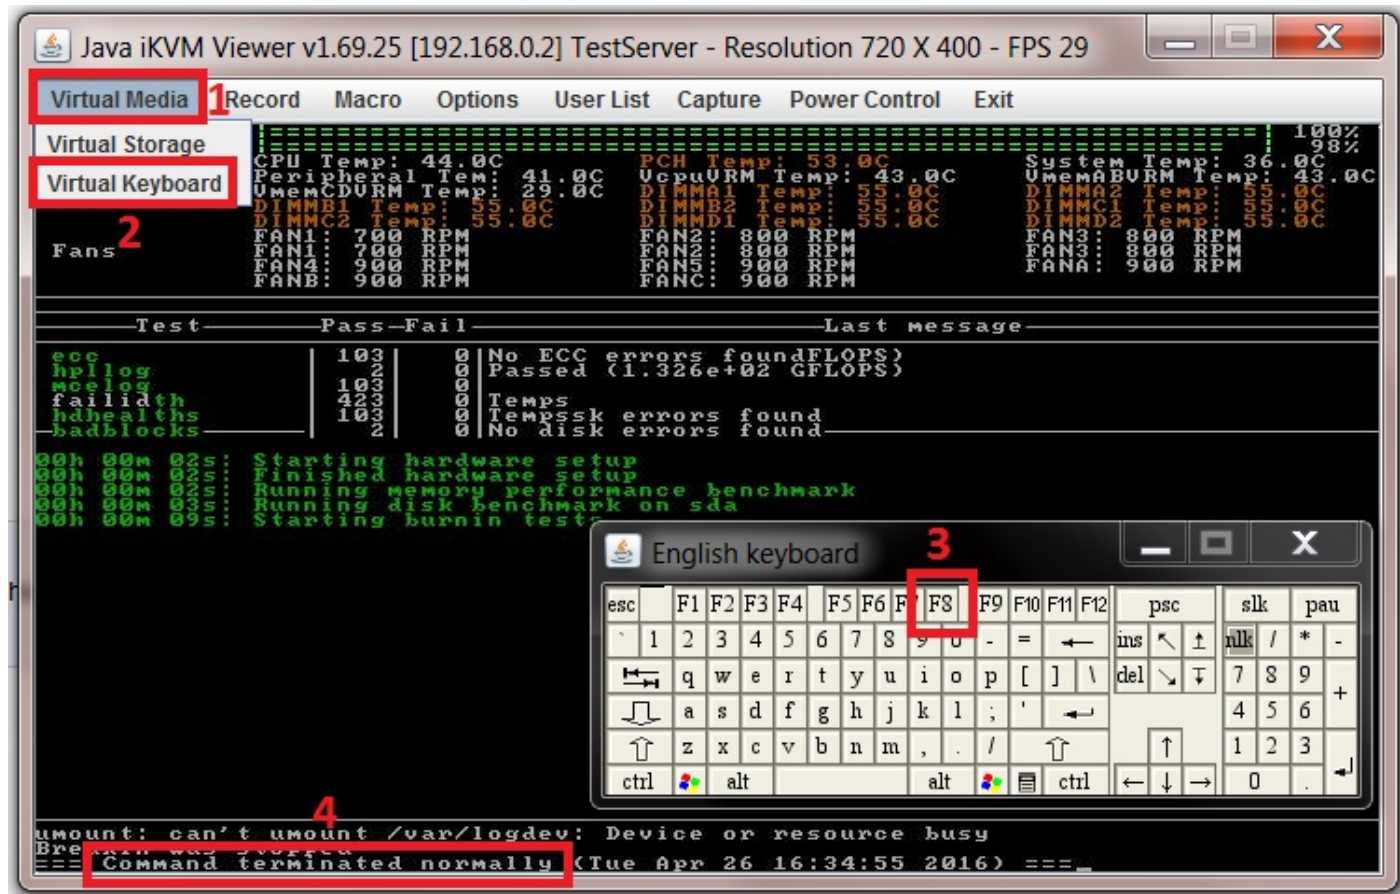 Java iKVM Viewer v1.69.25 [192.168.0.2] TestServer - Resolution 720 X 400 - FPS 29
Virtual Media 1 Record Macro Options User List Capture Power Control Exit
Virtual Storage
Virtual Keyboard
2
100%
98%
CPU Temp: 44.0C PCH Temp: 53.0C System Temp: 36.0C
Peripheral Tem: 41.0C VcpuVRM Temp: 43.0C VmemABVRM Temp: 43.0C
VmemCDVRM Temp: 29.0C DIMMA1 Temp: 55.0C DIMMA2 Temp: 55.0C
DIMMB1 Temp: 55.0C DIMMB2 Temp: 55.0C DIMMC1 Temp: 55.0C
DIMMC2 Temp: 55.0C DIMMD1 Temp: 55.0C DIMMD2 Temp: 55.0C
FAN1: 700 RPM FAN2: 800 RPM FAN3: 800 RPM
Fans FAN1: 700 RPM FAN2: 800 RPM FAN3: 800 RPM
FAN4: 900 RPM FAN5: 900 RPM FANA: 900 RPM
FANB: 900 RPM FANC: 900 RPM
Test Pass Fail Last message
ecc | 103| 0|No ECC errors foundFLOPS)
hpllog | 2| 0|Passed (1.326e+02 GFLOPS)
mcelog | 103| 0|
failidth | 423| 0|Temps
hdhealths | 103| 0|Tempssk errors found
badblocks | 2| 0|No disk errors found
00h 00m 02s: Starting hardware setup
00h 00m 02s: Finished hardware setup
00h 00m 02s: Running memory performance benchmark
00h 00m 03s: Running disk benchmark on sda
00h 00m 09s: Starting burnin tests
English keyboard 3
esc F1 F2 F3 F4 F5 F6 F8 F9 F10 F11 F12 psc slk pau
` 1 2 3 4 5 6 7 8 9 0 - = ← ins ↖ ↥ nlk / * -
q w e r t y u i o p [ ] \ del ↘ ↧ 7 8 9 +
a s d f g h j k l ; ' 4 5 6
z x c v b n m , . / ↑ 1 2 3
ctrl alt alt ctrl ← ↓ → 0 .
4
umount: can't umount /var/logdev: Device or resource busy
Breakin was stopped
=== Command terminated normally (Tue Apr 26 16:34:55 2016) ===_